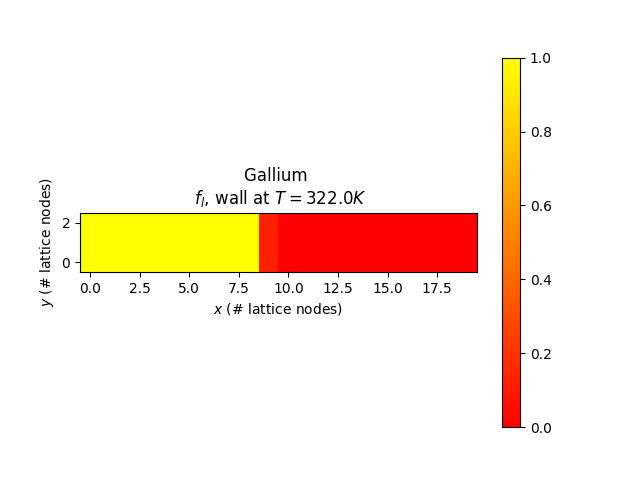 Gallium
f_l, wall at T = 322.0K
y (# lattice nodes)
2
0
0.0 2.5 5.0 7.5 10.0 12.5 15.0 17.5
x (# lattice nodes)
1.0
0.8
0.6
0.4
0.2
0.0